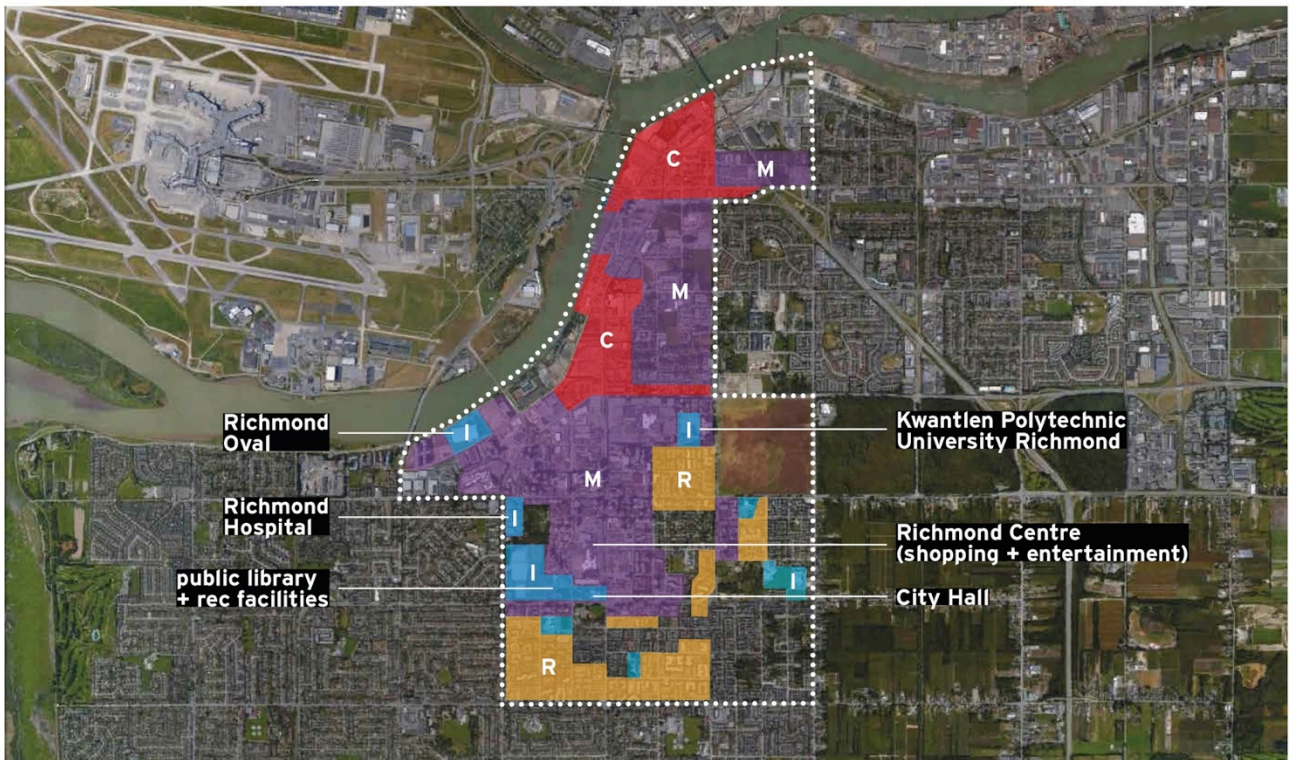 C
M
M
C
Richmond
Oval
I
I
Kwantlen Polytechnic
University Richmond
M
R
Richmond
Hospital
I
Richmond Centre
(shopping + entertainment)
public library
+ rec facilities
I
I
City Hall
R